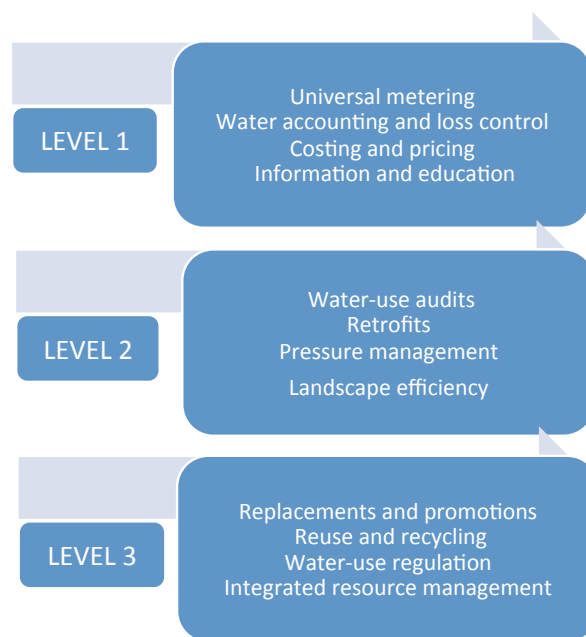 LEVEL 1
Universal metering
Water accounting and loss control
Costing and pricing
Information and education
LEVEL 2
Water-use audits
Retrofits
Pressure management
Landscape efficiency
LEVEL 3
Replacements and promotions
Reuse and recycling
Water-use regulation
Integrated resource management